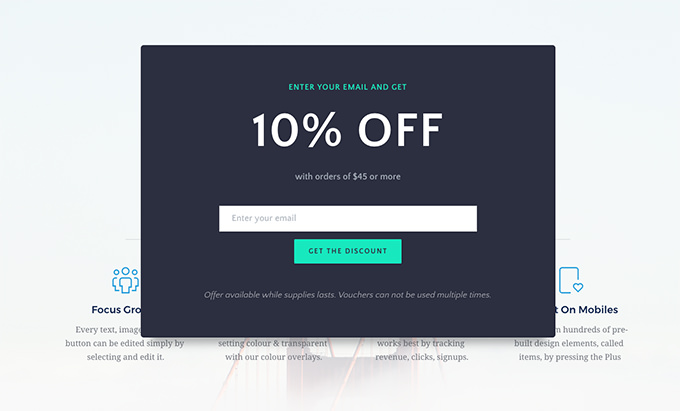 ENTER YOUR EMAIL AND GET
10% OFF
with orders of $45 or more
Enter your email
GET THE DISCOUNT
Offer available while supplies lasts. Vouchers can not be used multiple times.
Focus Gro
Every text, image
button can be edited simply by
selecting and edit it.
setting colour & transparent
with our colour overlays.
works best by tracking
revenue, clicks, signups.
t On Mobiles
m hundreds of pre-
built design elements, called
items, by pressing the Plus